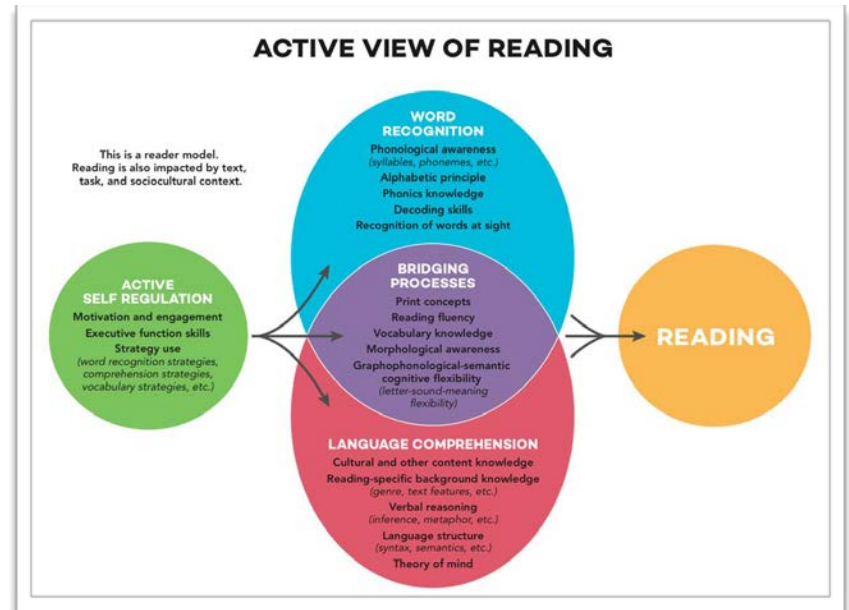 ACTIVE VIEW OF READING
This is a reader model.
Reading is also impacted by text,
task, and sociocultural context.
ACTIVE
SELF REGULATION
Motivation and engagement
Executive function skills
Strategy use
(word recognition strategies,
comprehension strategies,
vocabulary strategies, etc.)
WORD
RECOGNITION
Phonological awareness
(syllables, phonemes, etc.)
Alphabetic principle
Phonics knowledge
Decoding skills
Recognition of words at sight
BRIDGING
PROCESSES
Print concepts
Reading fluency
Vocabulary knowledge
Morphological awareness
Graphophonological-semantic
cognitive flexibility
(letter-sound-meaning
flexibility)
LANGUAGE COMPREHENSION
Cultural and other content knowledge
Reading-specific background knowledge
(genre, text features, etc.)
Verbal reasoning
(inference, metaphor, etc.)
Language structure
(syntax, semantics, etc.)
Theory of mind
READING